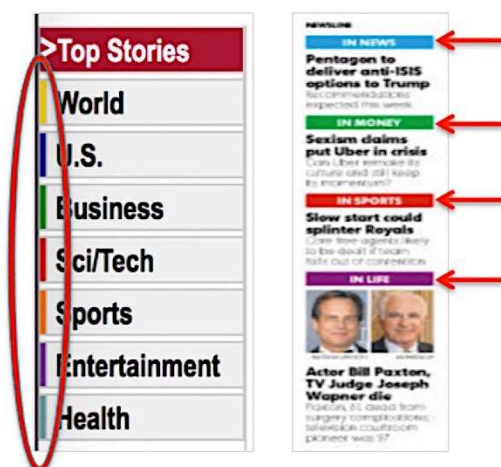 >Top Stories
World
U.S.
Business
Sci/Tech
Sports
Entertainment
Health
NEWSLINE
IN NEWS
Pentagon to
deliver anti-ISIS
options to Trump
Recommendations
expected this week
IN MONEY
Sexism claims
put Uber in crisis
Can Uber remake its
culture and still keep
its momentum?
IN SPORTS
Slow start could
splinter Royals
Core free agents likely
to be dealt if team
falls out of contention
IN LIFE
Actor Bill Paxton,
TV Judge Joseph
Wapner die
Paxton, 61, dead from
surgery complications;
television courtroom
pioneer was 97